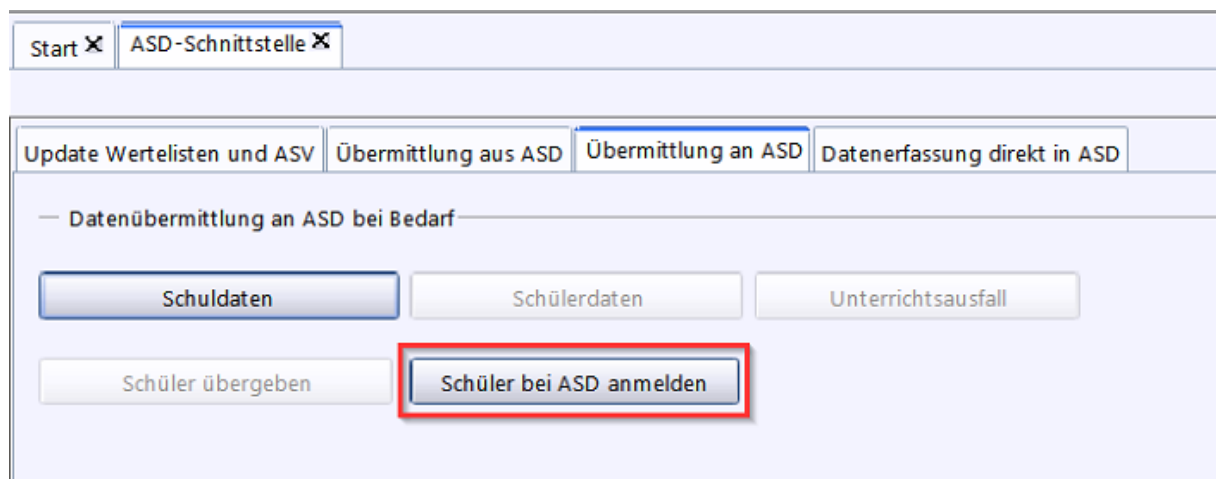 Start ASD-Schnittstelle
Update Wertelisten und ASV Übermittlung aus ASD Übermittlung an ASD Datenerfassung direkt in ASD
Datenübermittlung an ASD bei Bedarf
Schuldaten Schülerdaten Unterrichtsausfall
Schüler übergeben Schüler bei ASD anmelden